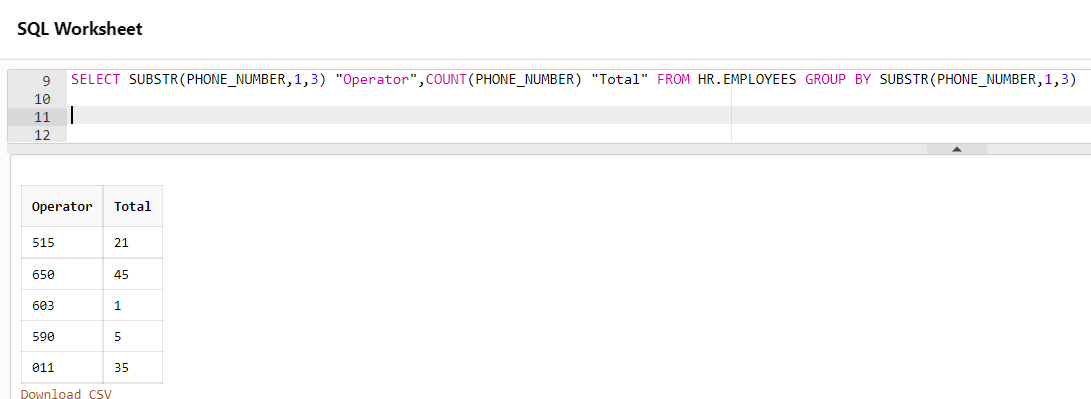 SQL Worksheet
9 SELECT SUBSTR(PHONE_NUMBER,1,3) "Operator",COUNT(PHONE_NUMBER) "Total" FROM HR.EMPLOYEES GROUP BY SUBSTR(PHONE_NUMBER,1,3)
10
11
12
Operator Total
515 21
650 45
603 1
590 5
011 35
Download CSV